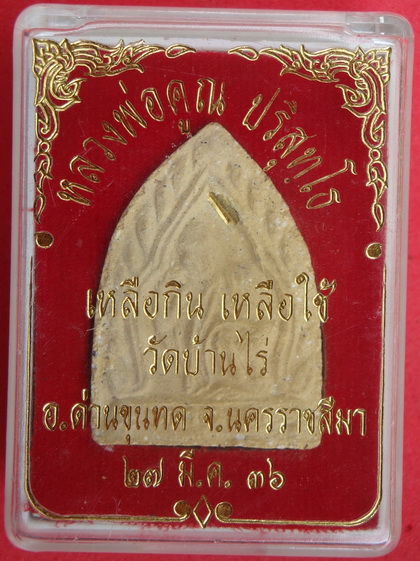 หลวงพ่อคูณ ปริสุทฺโธ
เหลือกิน เหลือใช้
วัดบ้านไร่
อ.ด่านขุนทด จ.นครราชสีมา
๒๗ มี.ค. ๓๖